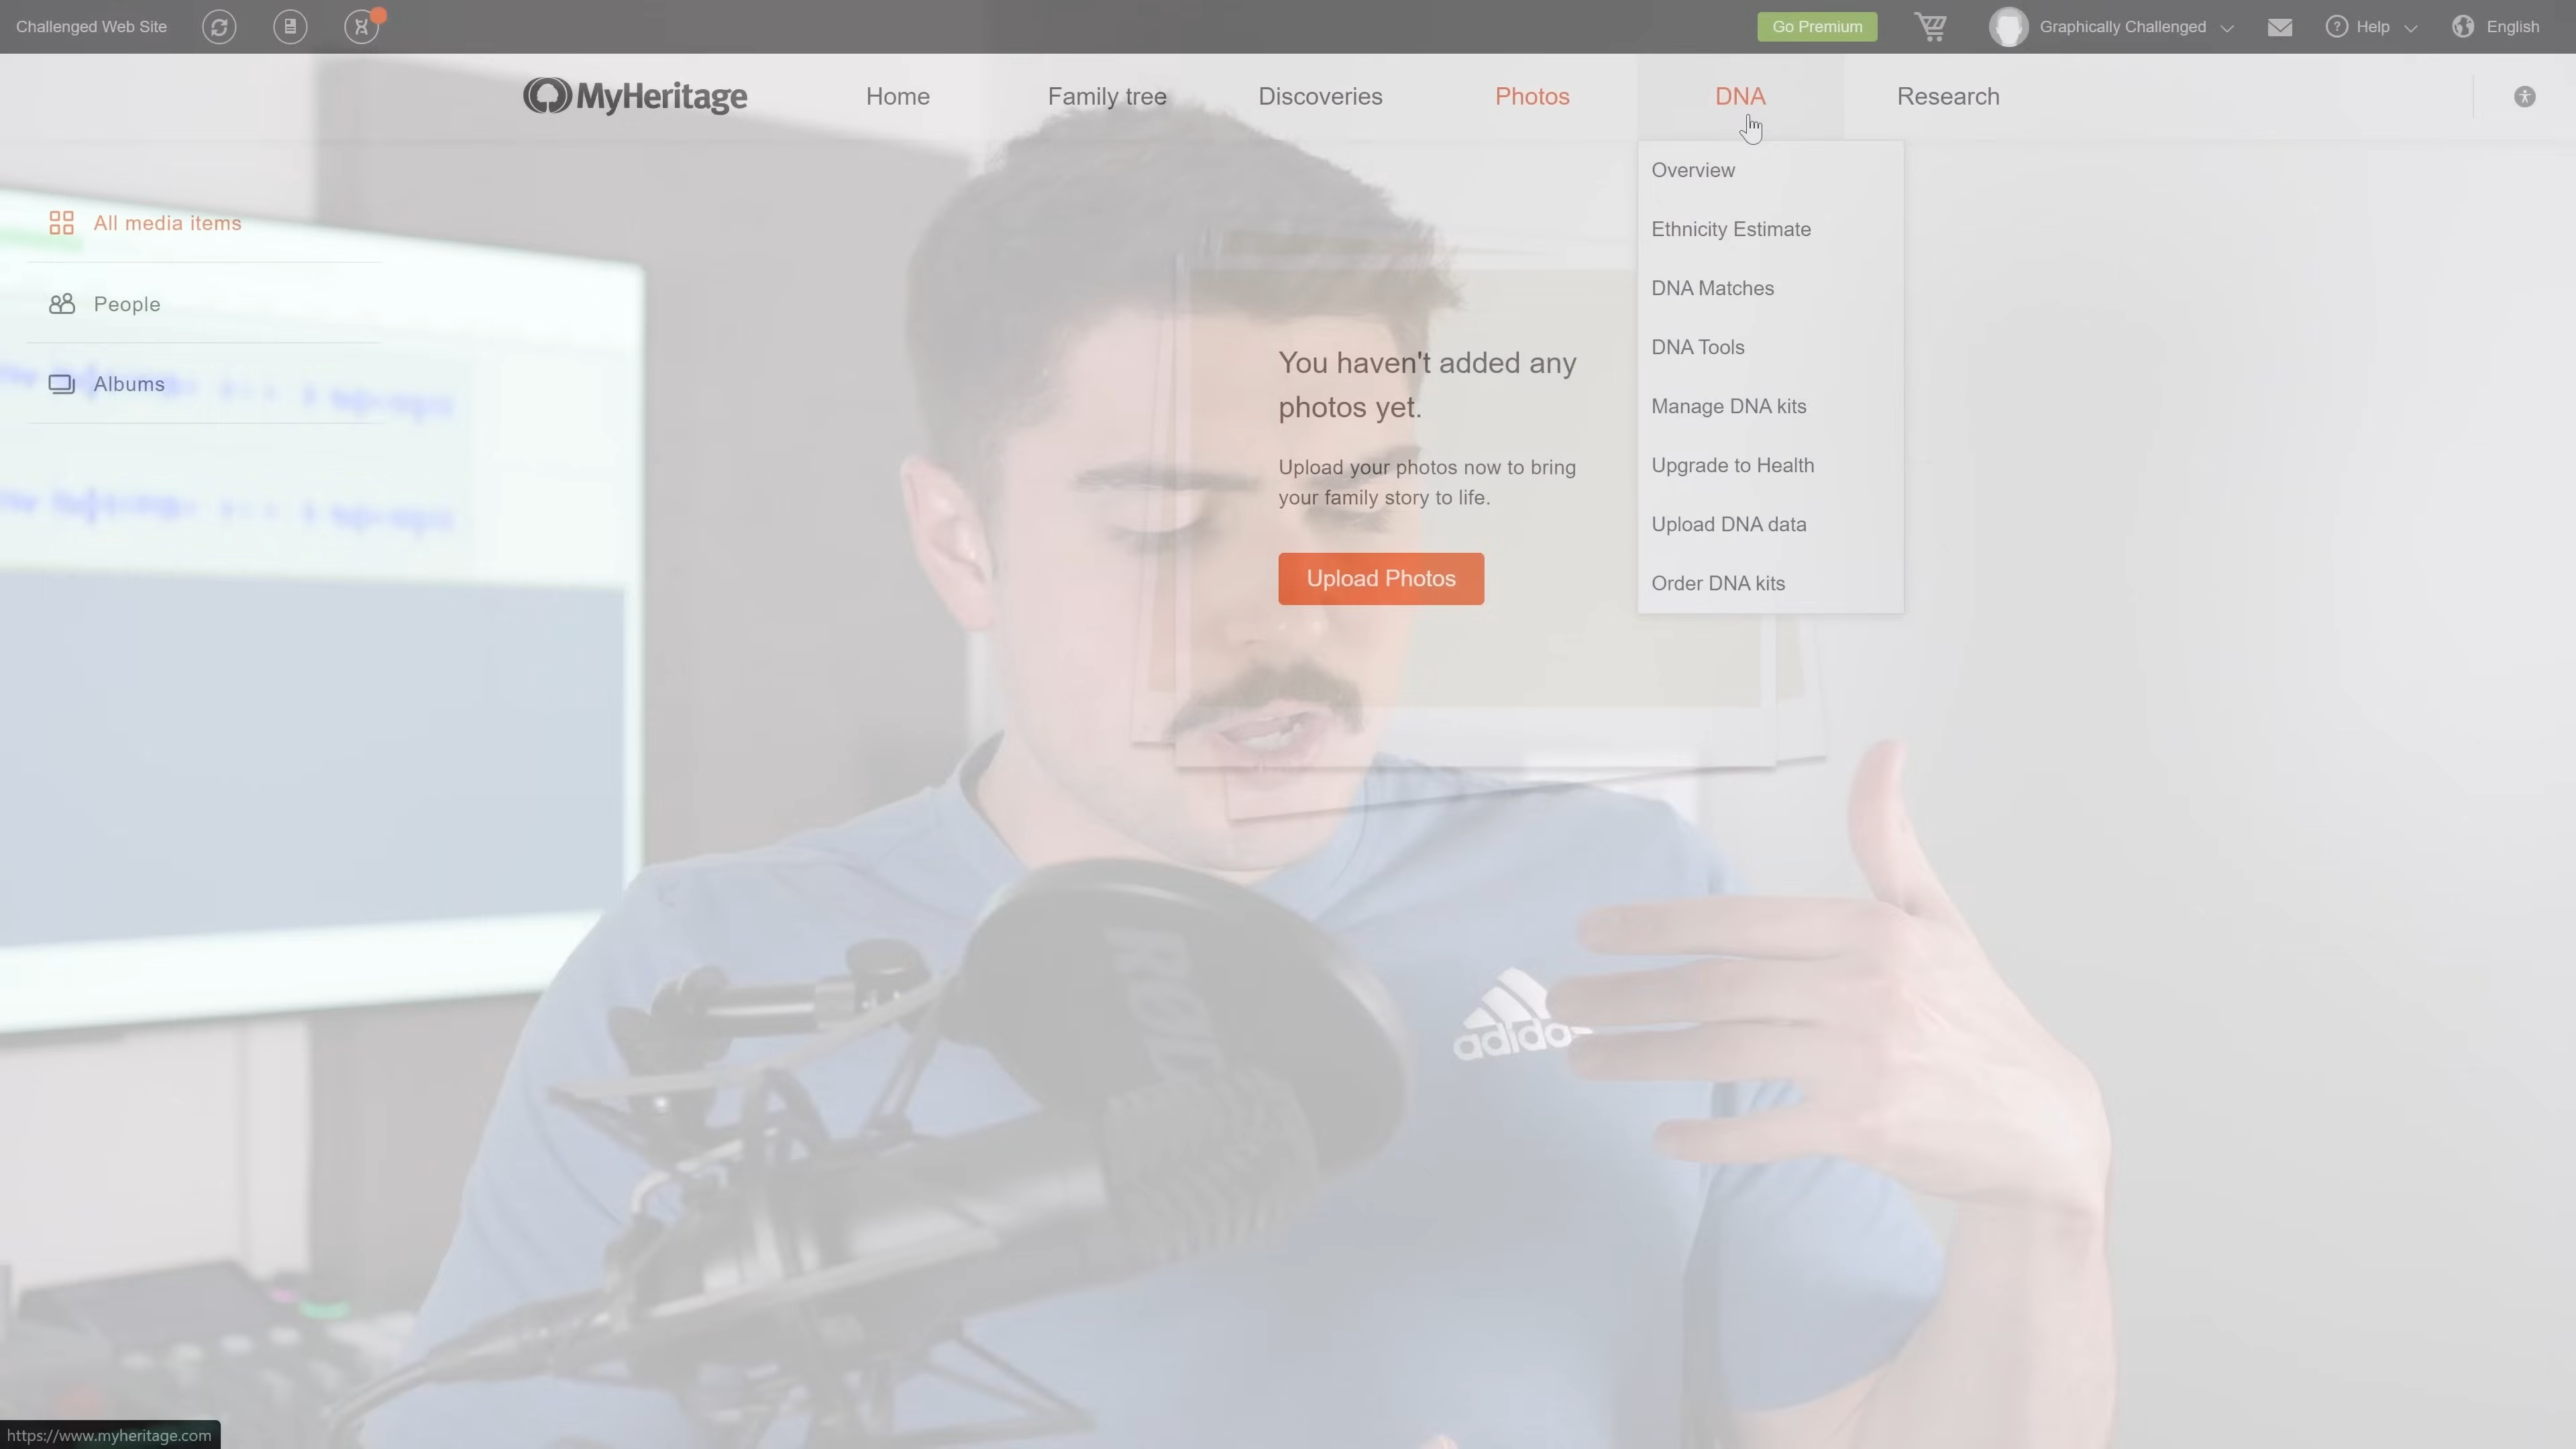 Challenged Web Site
Go Premium
Graphically Challenged
Help
English
MyHeritage
Home
Family tree
Discoveries
Photos
DNA
Research
All media items
People
Albums
Overview
Ethnicity Estimate
DNA Matches
DNA Tools
Manage DNA kits
Upgrade to Health
Upload DNA data
Order DNA kits
You haven't added any
photos yet.
Upload your photos now to bring
your family story to life.
Upload Photos
https://www.myheritage.com